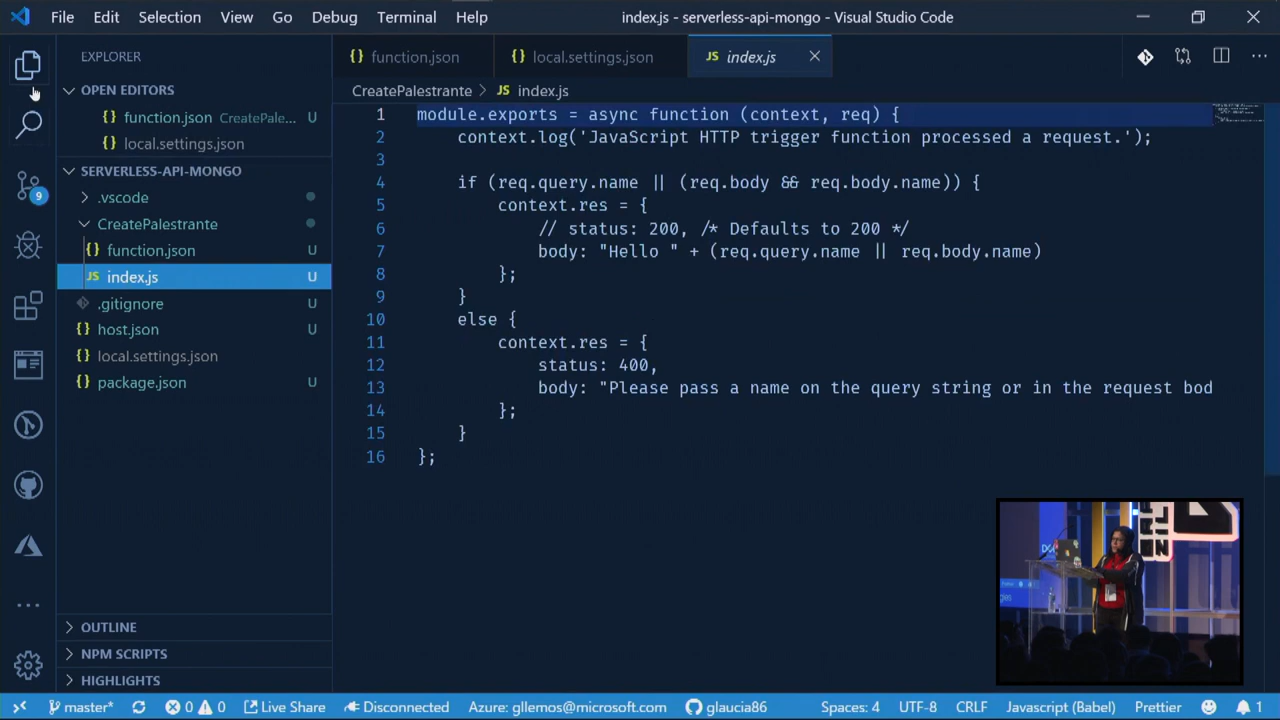 File Edit Selection View Go Debug Terminal Help
index.js - serverless-api-mongo - Visual Studio Code
EXPLORER
OPEN EDITORS
{} function.json CreatePale... U
{} local.settings.json
SERVERLESS-API-MONGO
.vscode
CreatePalestrante
{} function.json U
JS index.js U
.gitignore U
{} host.json U
{} local.settings.json
{} package.json U
OUTLINE
NPM SCRIPTS
HIGHLIGHTS
9
{} function.json
{} local.settings.json
JS index.js
CreatePalestrante > JS index.js
1 module.exports = async function (context, req) {
2 context.log('JavaScript HTTP trigger function processed a request.');
3
4 if (req.query.name || (req.body && req.body.name)) {
5 context.res = {
6 // status: 200, /* Defaults to 200 */
7 body: "Hello " + (req.query.name || req.body.name)
8 };
9 }
10 else {
11 context.res = {
12 status: 400,
13 body: "Please pass a name on the query string or in the request bod
14 };
15 }
16 };
master* 0 0 Live Share Disconnected Azure: gllemos@microsoft.com glaucia86 Spaces: 4 UTF-8 CRLF Javascript (Babel) Prettier 1